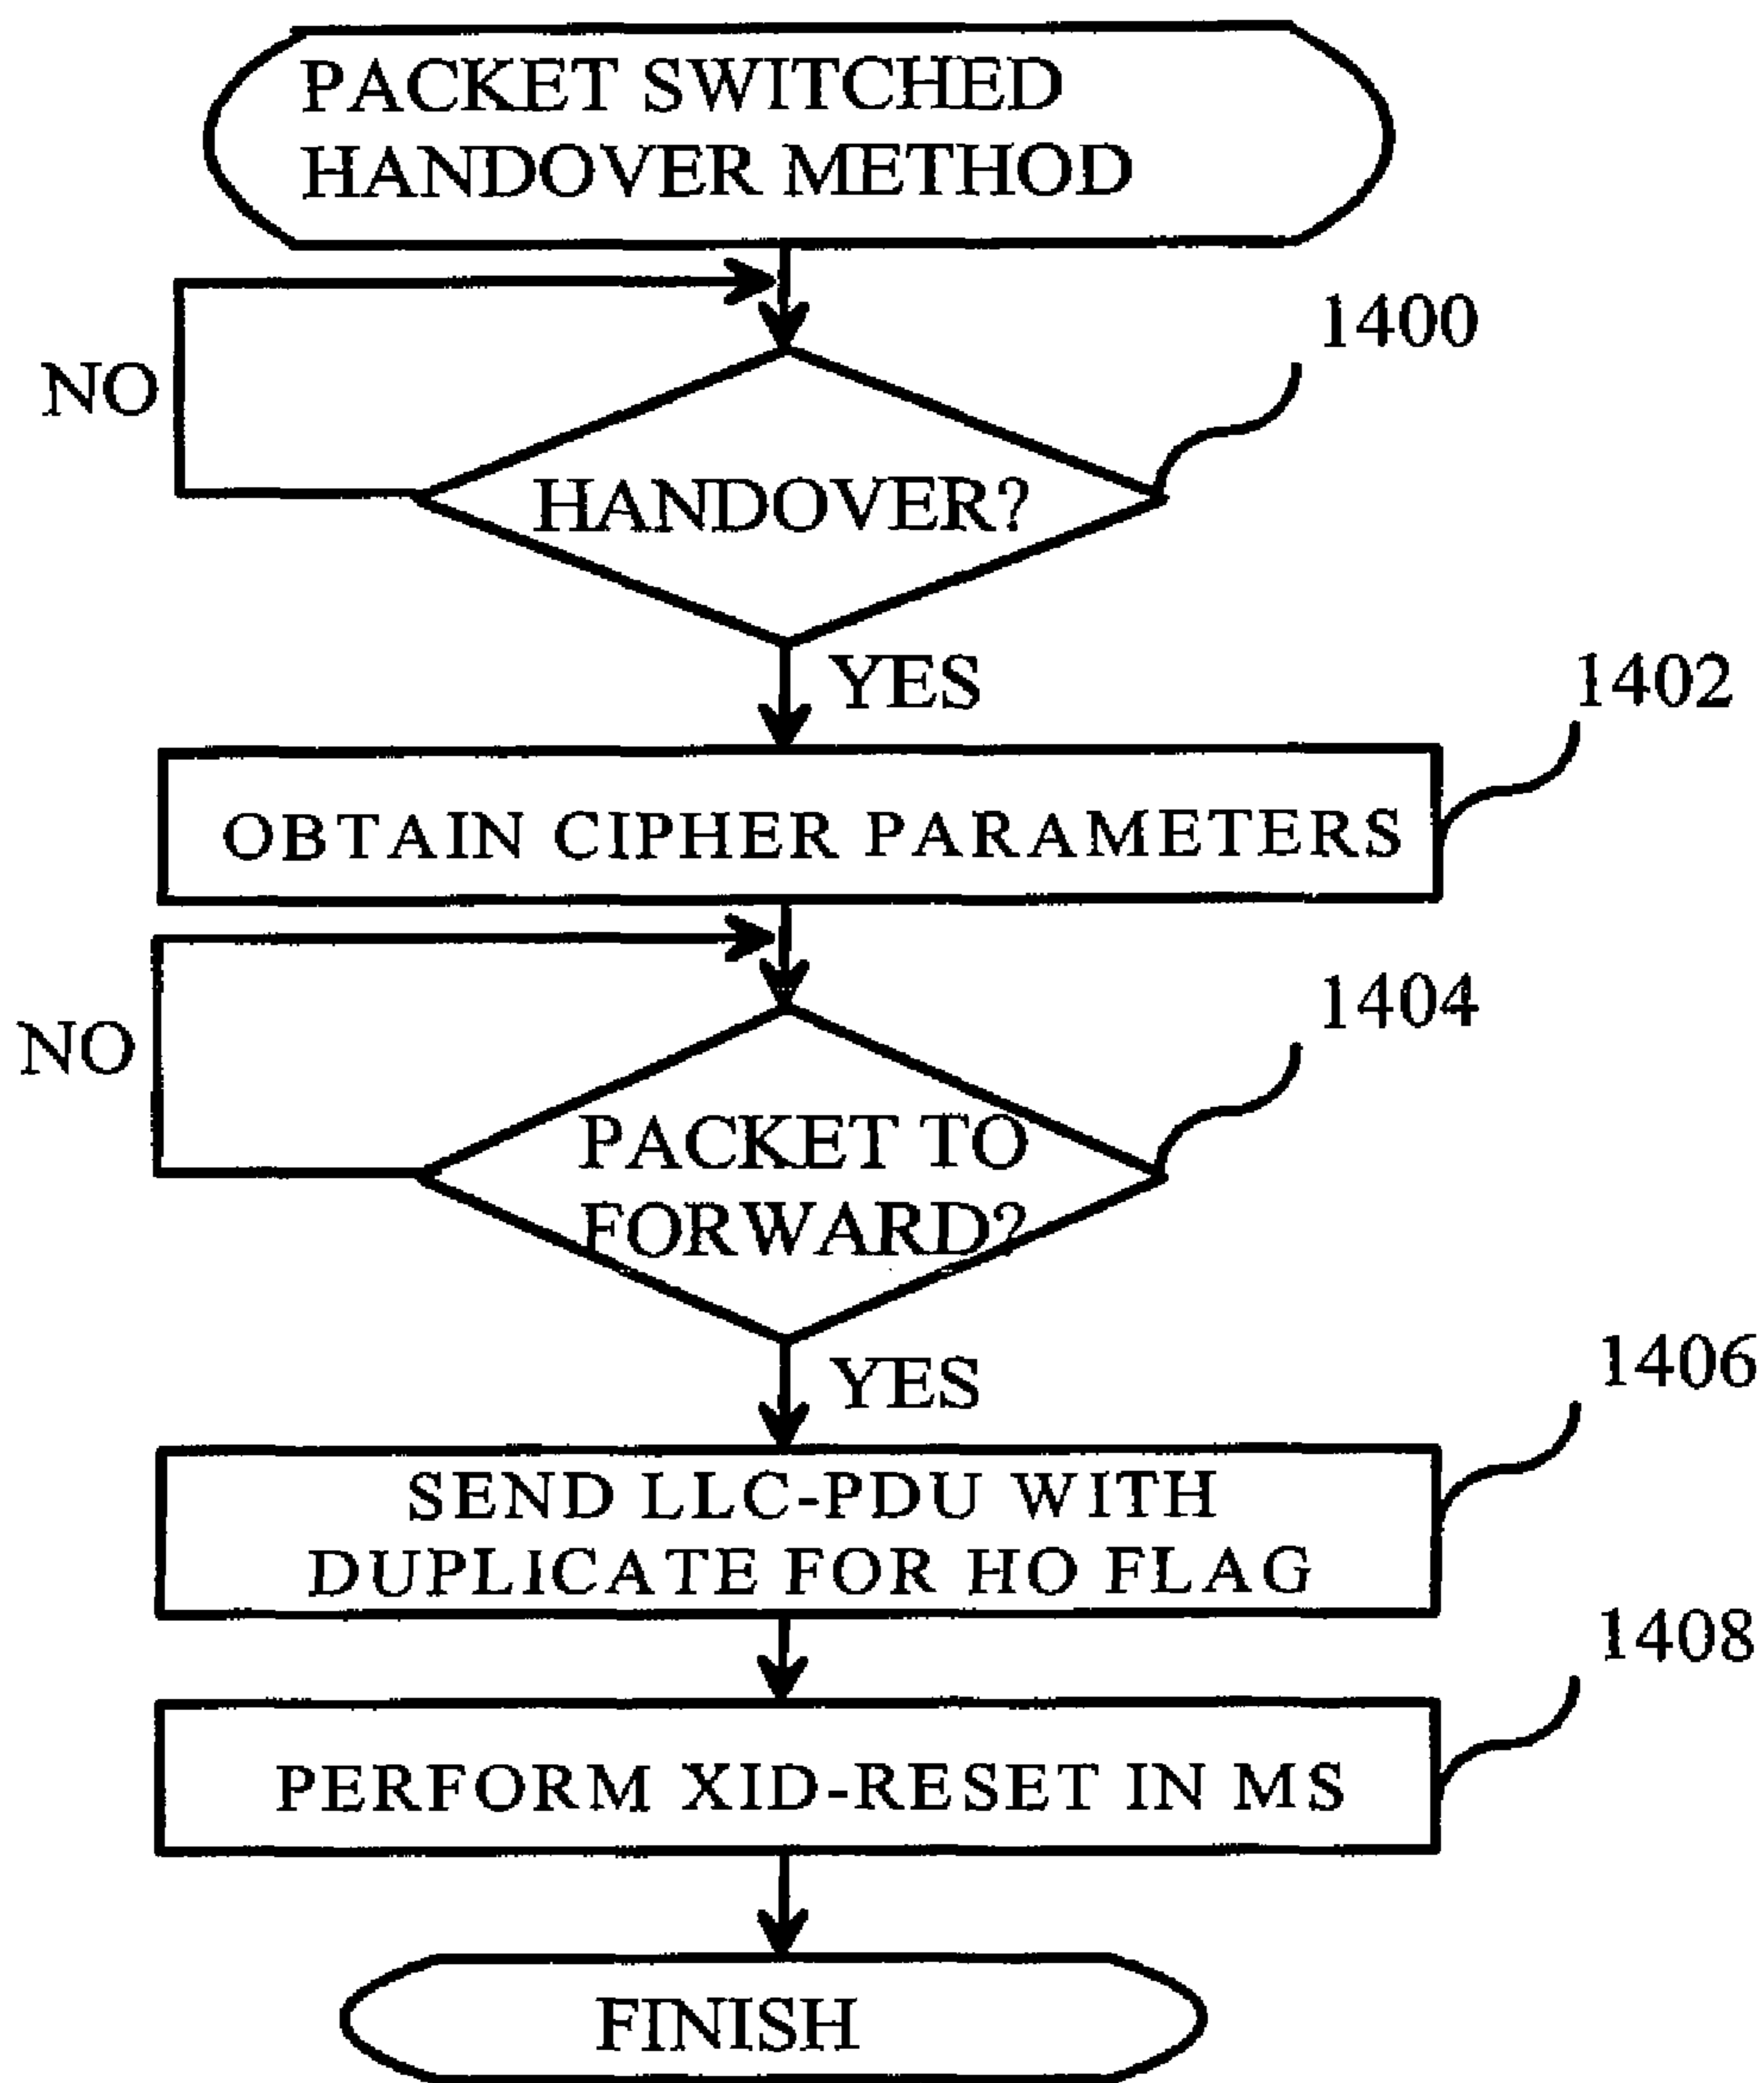 PACKET SWITCHED
HANDOVER METHOD
1400
NO
HANDOVER?
YES
1402
OBTAIN CIPHER PARAMETERS
1404
NO
PACKET TO
FORWARD?
YES
1406
SEND LLC-PDU WITH
DUPLICATE FOR HO FLAG
1408
PERFORM XID-RESET IN MS
FINISH